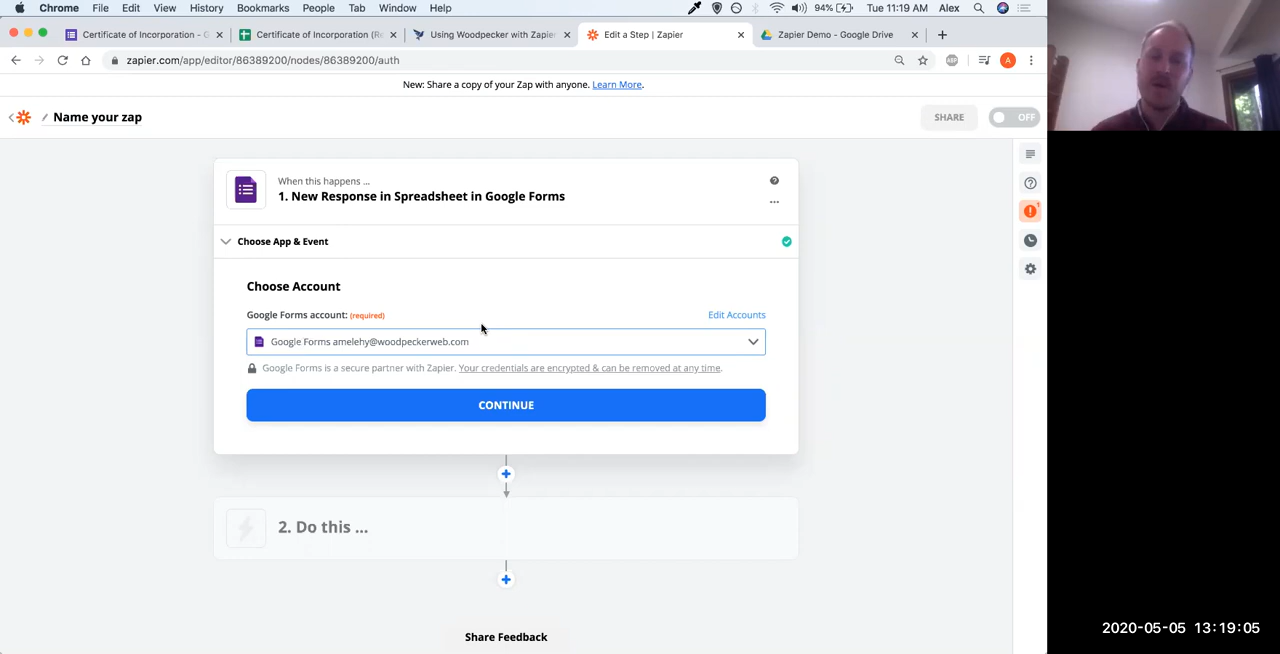 Chrome File Edit View History Bookmarks People Tab Window Help 94% Tue 11:19 AM Alex
Certificate of Incorporation - G Certificate of Incorporation (Re Using Woodpecker with Zapier Edit a Step | Zapier Zapier Demo - Google Drive
zapier.com/app/editor/86389200/nodes/86389200/auth ABP A
New: Share a copy of your Zap with anyone. Learn More.
Name your zap SHARE OFF
When this happens ...
1. New Response in Spreadsheet in Google Forms
Choose App & Event
Choose Account
Google Forms account: (required) Edit Accounts
Google Forms amelehy@woodpeckerweb.com
Google Forms is a secure partner with Zapier. Your credentials are encrypted & can be removed at any time.
CONTINUE
2. Do this ...
Share Feedback
2020-05-05 13:19:05